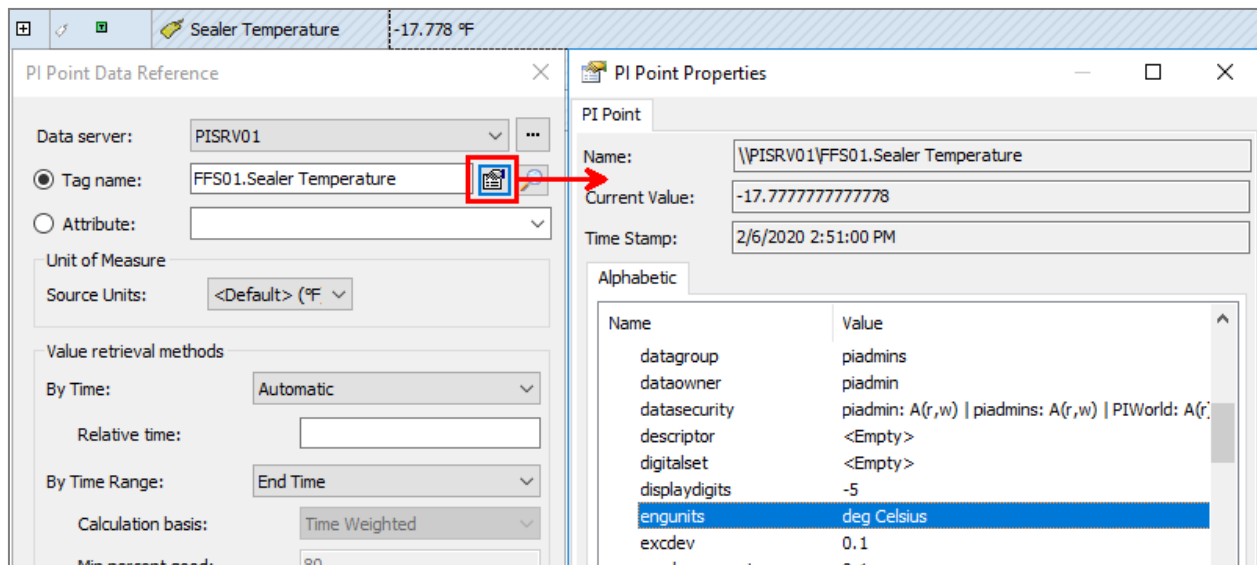 Sealer Temperature -17.778 °F
PI Point Data Reference
Data server: PISRV01 ...
Tag name: FFS01.Sealer Temperature
Attribute:
Unit of Measure
Source Units: <Default> (°F
Value retrieval methods
By Time: Automatic
Relative time:
By Time Range: End Time
Calculation basis: Time Weighted
80
PI Point Properties
PI Point
Name: \\PISRV01\FFS01.Sealer Temperature
Current Value: -17.7777777777778
Time Stamp: 2/6/2020 2:51:00 PM
Alphabetic
Name Value
datagroup piadmins
dataowner piadmin
datasecurity piadmin: A(r,w) | piadmins: A(r,w) | PIWorld: A(r)
descriptor <Empty>
digitalset <Empty>
displaydigits -5
engunits deg Celsius
excdev 0.1